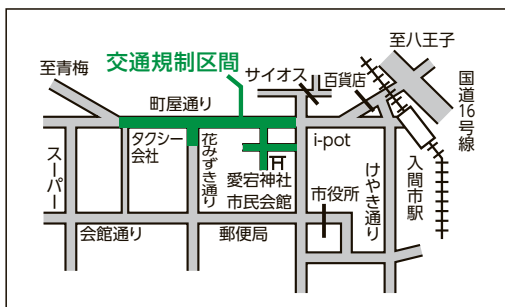 至八王子
至青梅
交通規制区間
サイオス
百貨店
国道16号線
町屋通り
タクシー
会社
花みずき通り
i-pot
スーパー
愛宕神社
市民会館
市役所
けやき通り
入間市駅
会館通り
郵便局